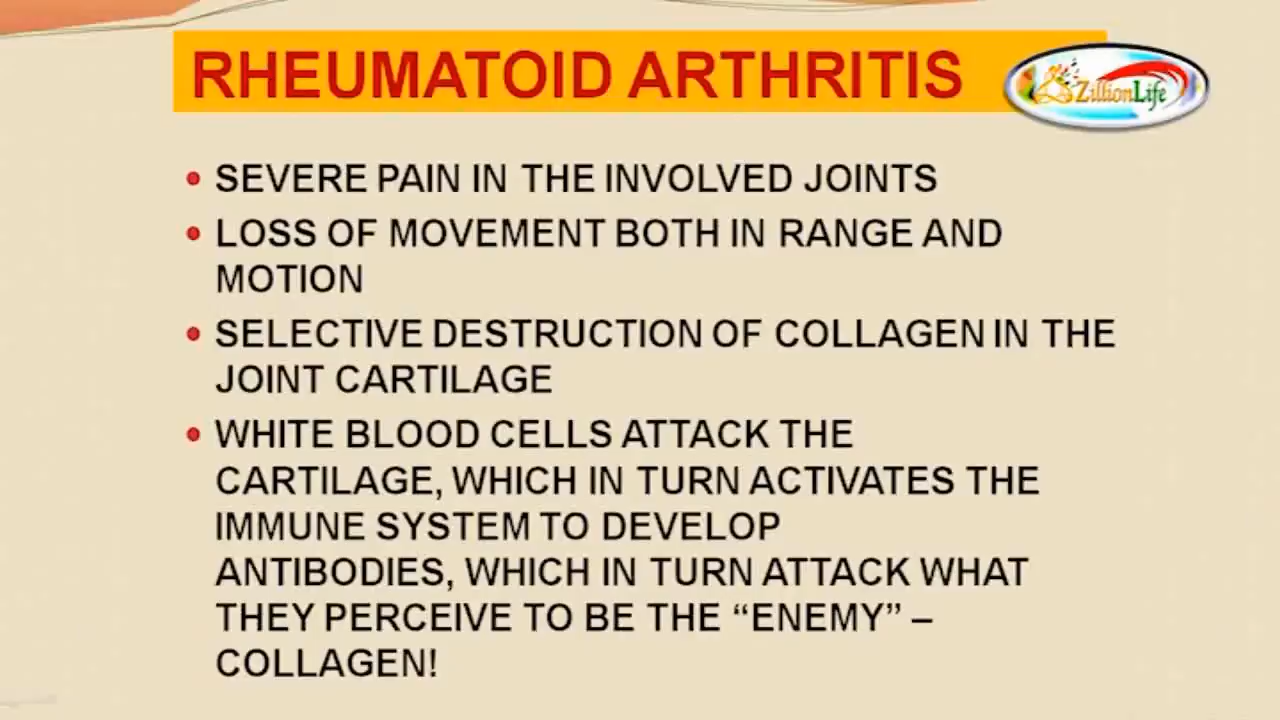 RHEUMATOID ARTHRITIS
ZillionLife
• SEVERE PAIN IN THE INVOLVED JOINTS
• LOSS OF MOVEMENT BOTH IN RANGE AND
MOTION
• SELECTIVE DESTRUCTION OF COLLAGEN IN THE
JOINT CARTILAGE
• WHITE BLOOD CELLS ATTACK THE
CARTILAGE, WHICH IN TURN ACTIVATES THE
IMMUNE SYSTEM TO DEVELOP
ANTIBODIES, WHICH IN TURN ATTACK WHAT
THEY PERCEIVE TO BE THE “ENEMY” –
COLLAGEN!